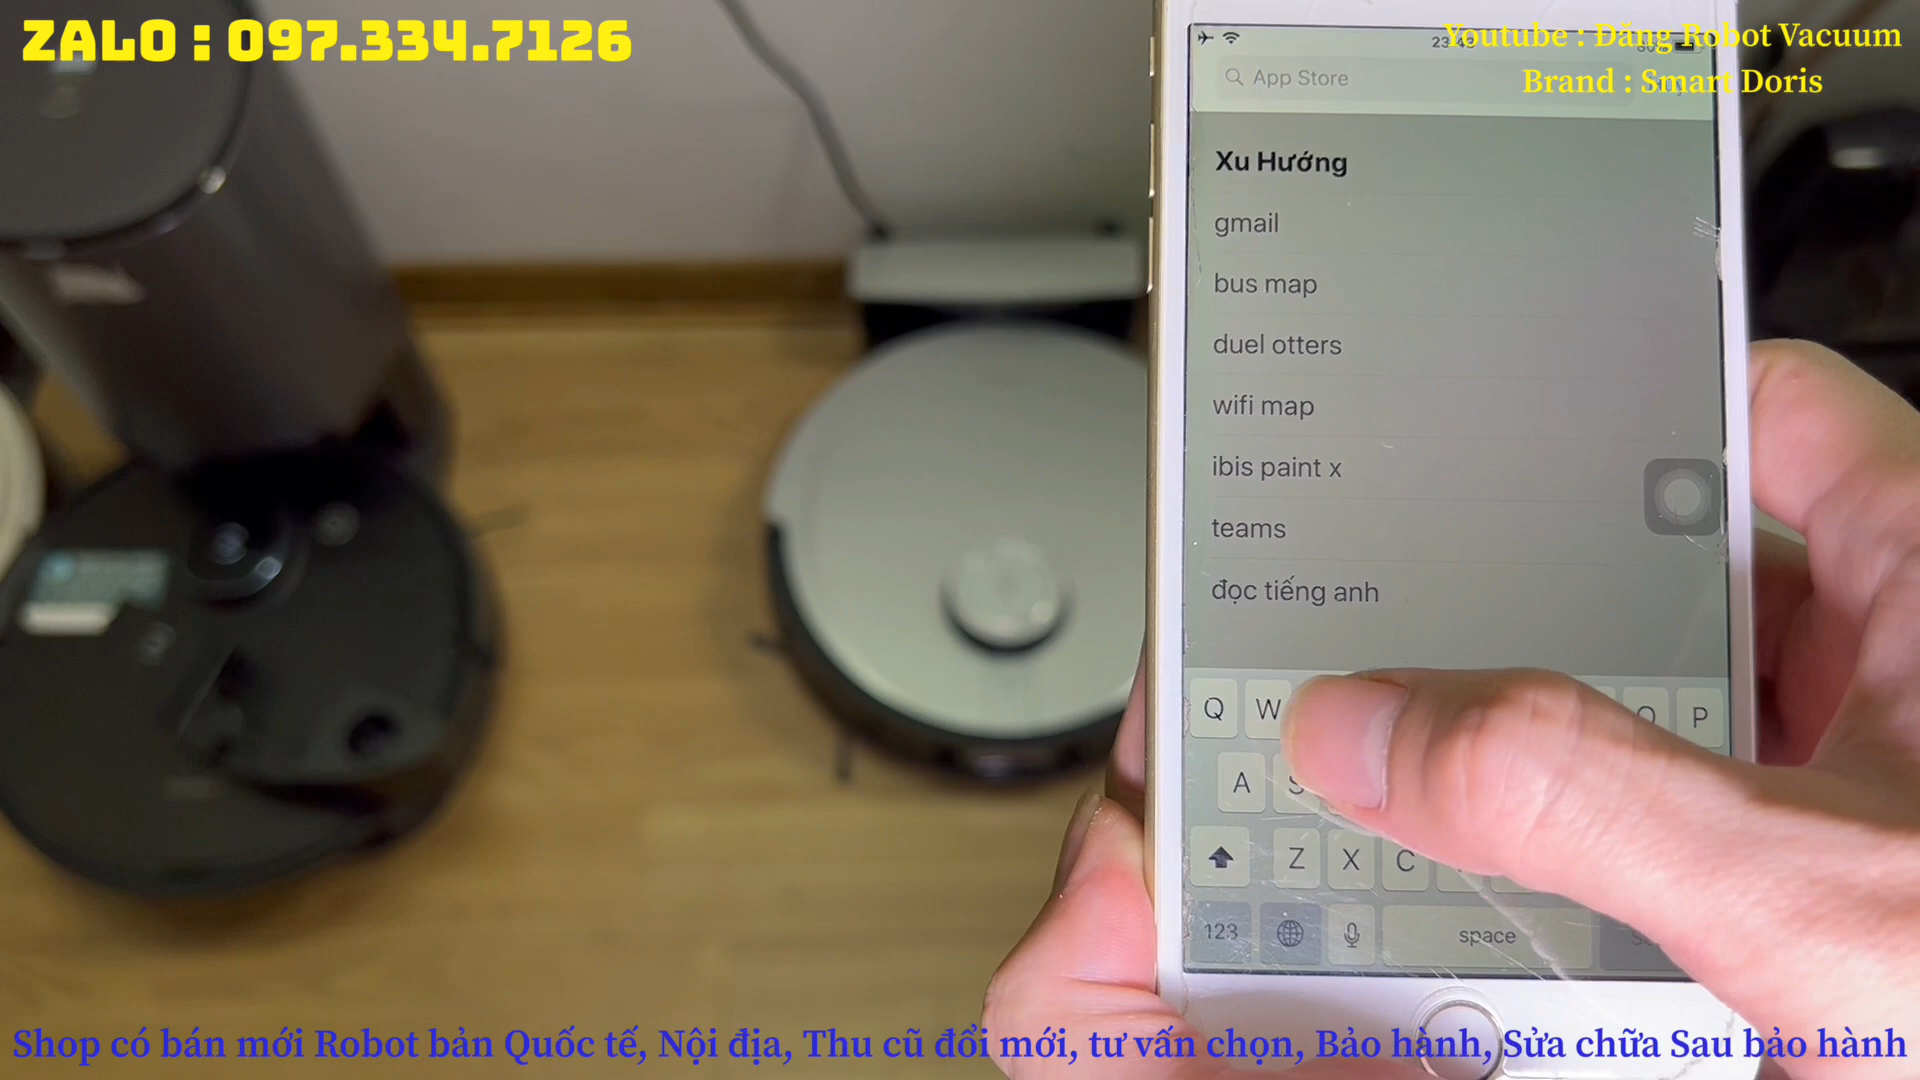 ZALO : 097.334.7126
Youtube : Đăng Robot Vacuum
Brand : Smart Doris
App Store
Xu Hướng
gmail
bus map
duel otters
wifi map
ibis paint x
teams
đọc tiếng anh
Q W O P
A S
Z X C
123 space
Shop có bán mới Robot bản Quốc tế, Nội địa, Thu cũ đổi mới, tư vấn chọn, Bảo hành, Sửa chữa Sau bảo hành